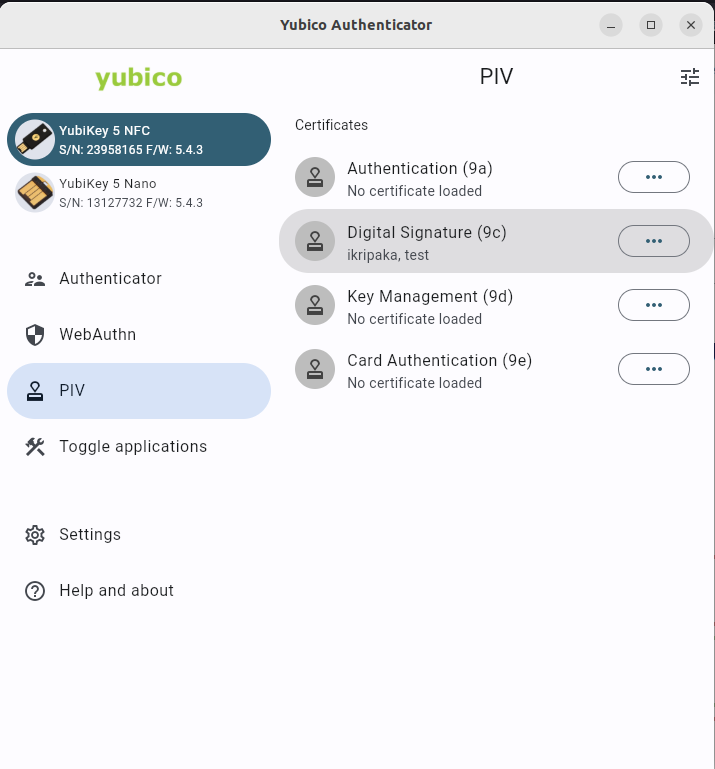 Yubico Authenticator
yubico
PIV
YubiKey 5 NFC
S/N: 23958165 F/W: 5.4.3
YubiKey 5 Nano
S/N: 13127732 F/W: 5.4.3
Authenticator
WebAuthn
PIV
Toggle applications
Settings
Help and about
Certificates
Authentication (9a)
No certificate loaded
Digital Signature (9c)
ikripaka, test
Key Management (9d)
No certificate loaded
Card Authentication (9e)
No certificate loaded